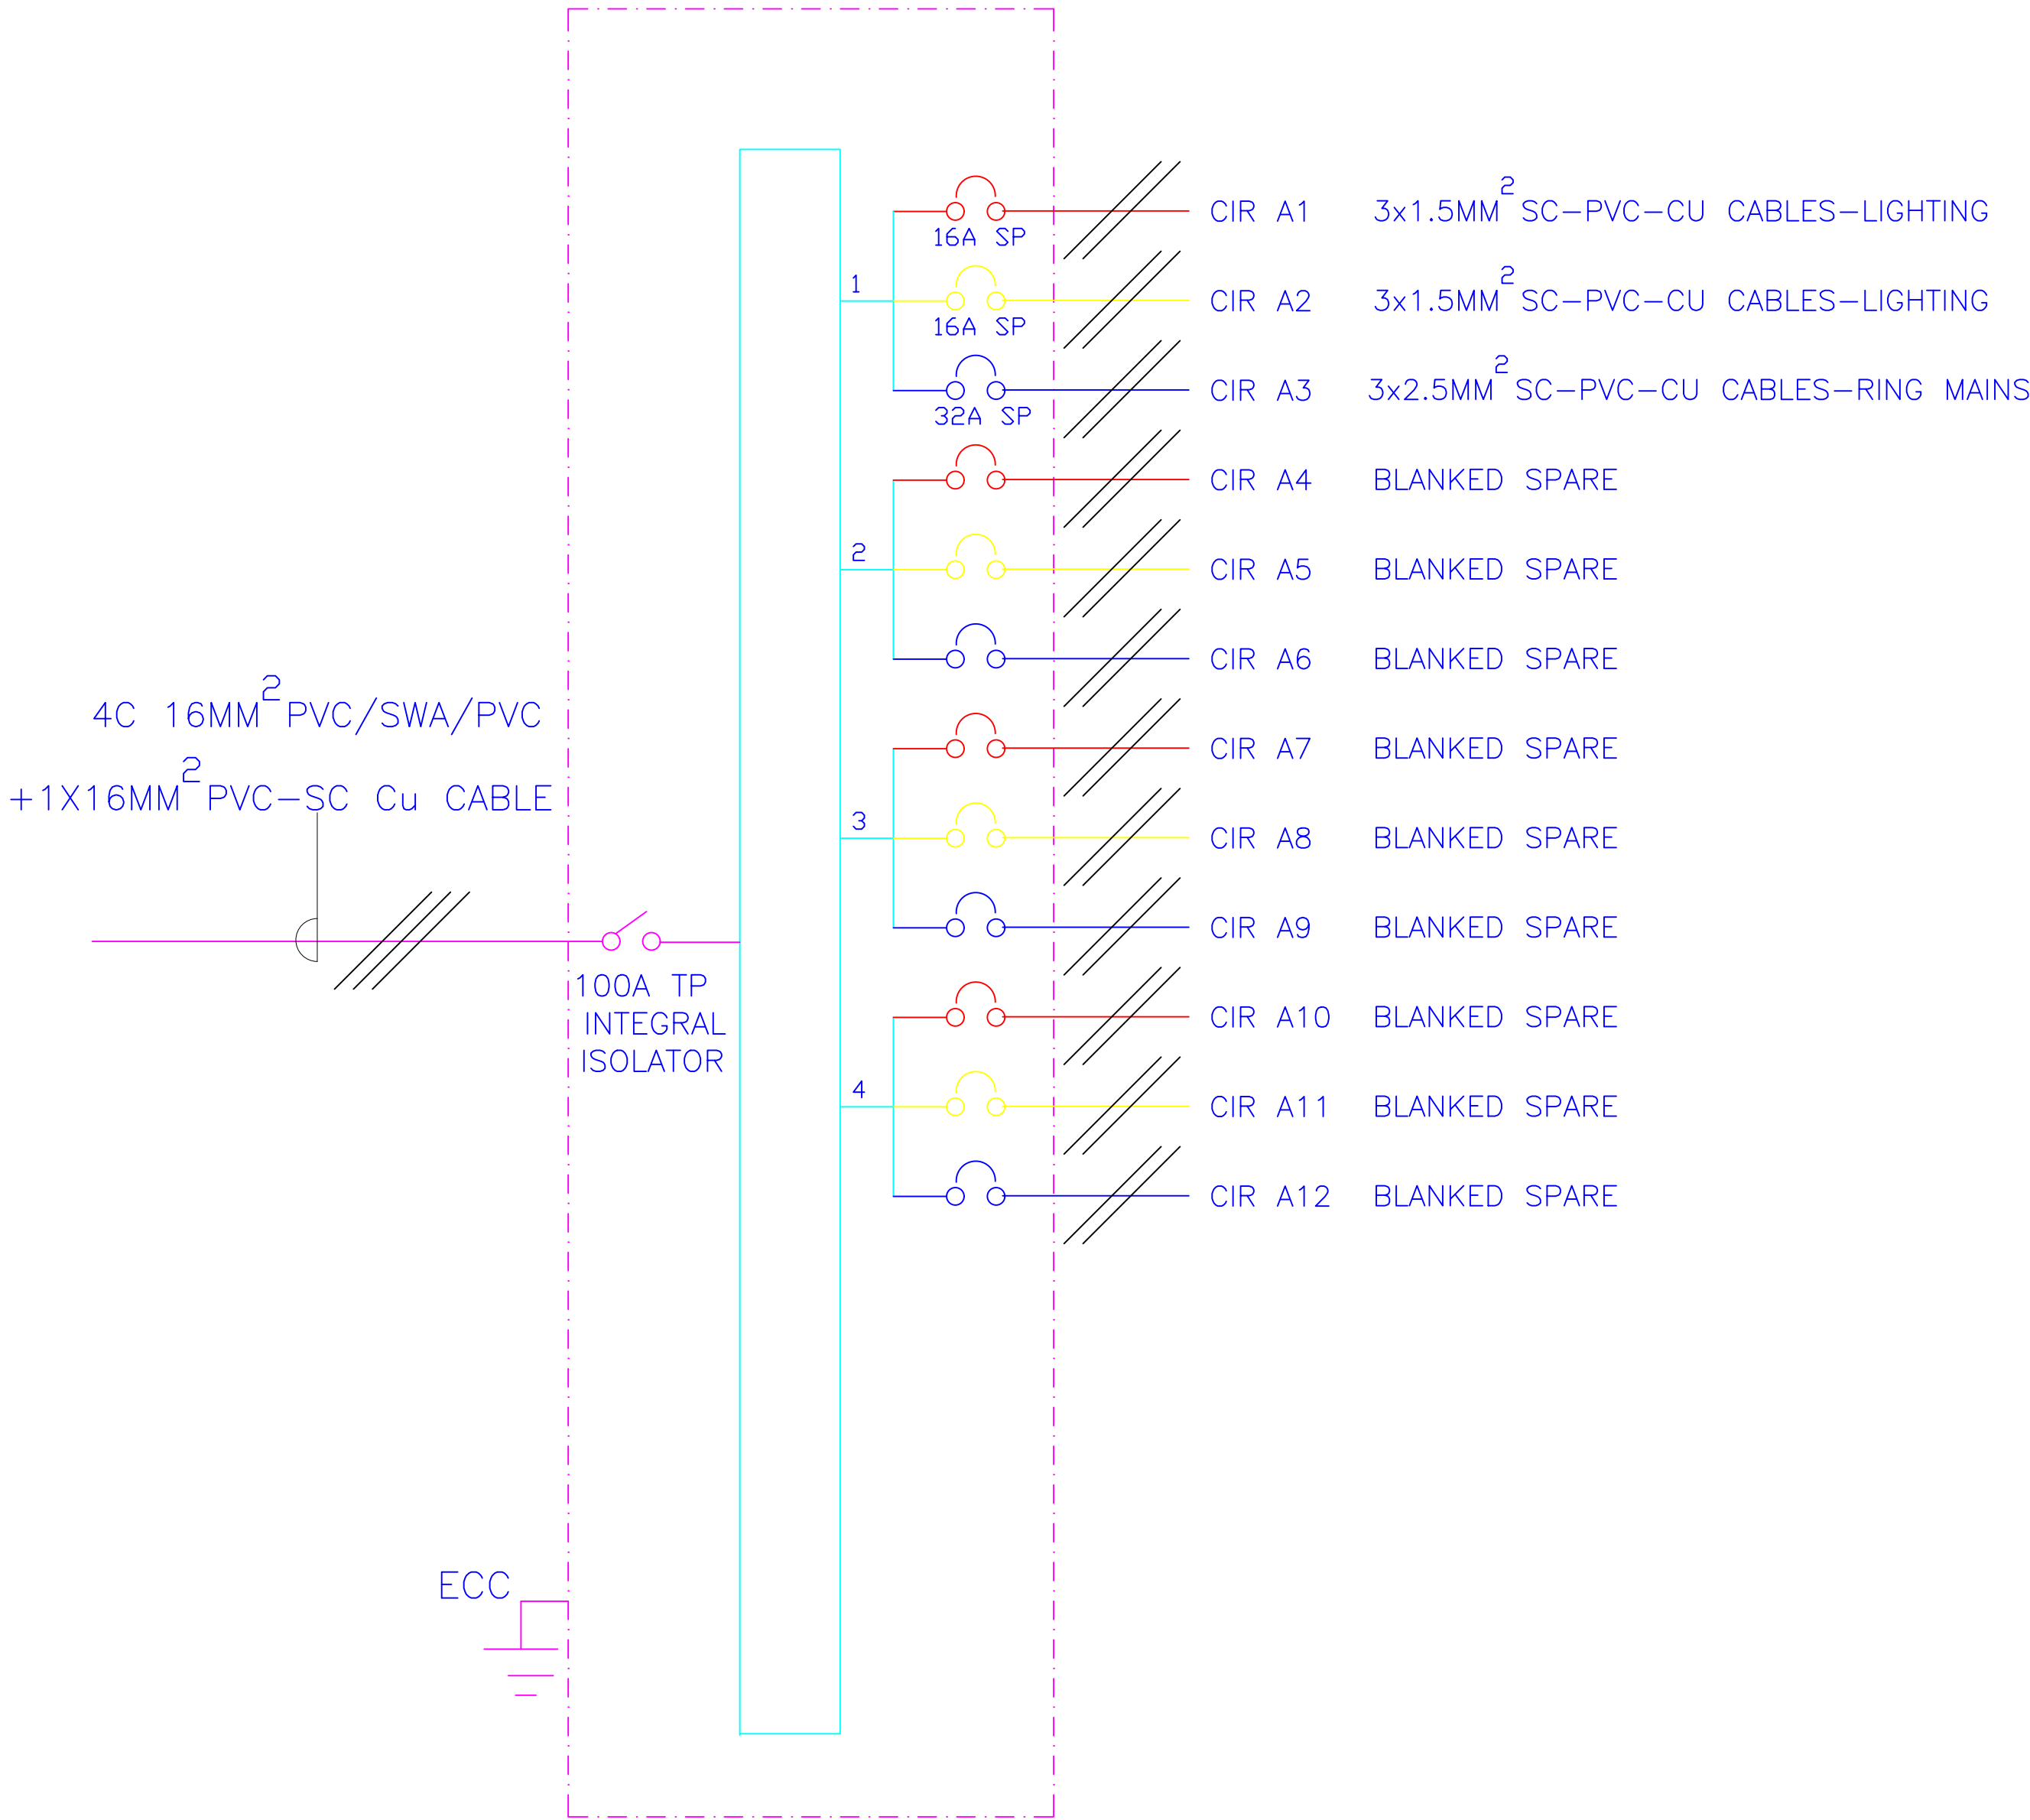 CIR A1 3x1.5MM² SC-PVC-CU CABLES-LIGHTING
16A SP
1
CIR A2 3x1.5MM² SC-PVC-CU CABLES-LIGHTING
16A SP
CIR A3 3x2.5MM² SC-PVC-CU CABLES-RING MAINS
32A SP
CIR A4 BLANKED SPARE
2
CIR A5 BLANKED SPARE
CIR A6 BLANKED SPARE
4C 16MM² PVC/SWA/PVC
+1X16MM² PVC-SC Cu CABLE
CIR A7 BLANKED SPARE
3
CIR A8 BLANKED SPARE
CIR A9 BLANKED SPARE
100A TP
INTEGRAL
ISOLATOR
CIR A10 BLANKED SPARE
4
CIR A11 BLANKED SPARE
CIR A12 BLANKED SPARE
ECC